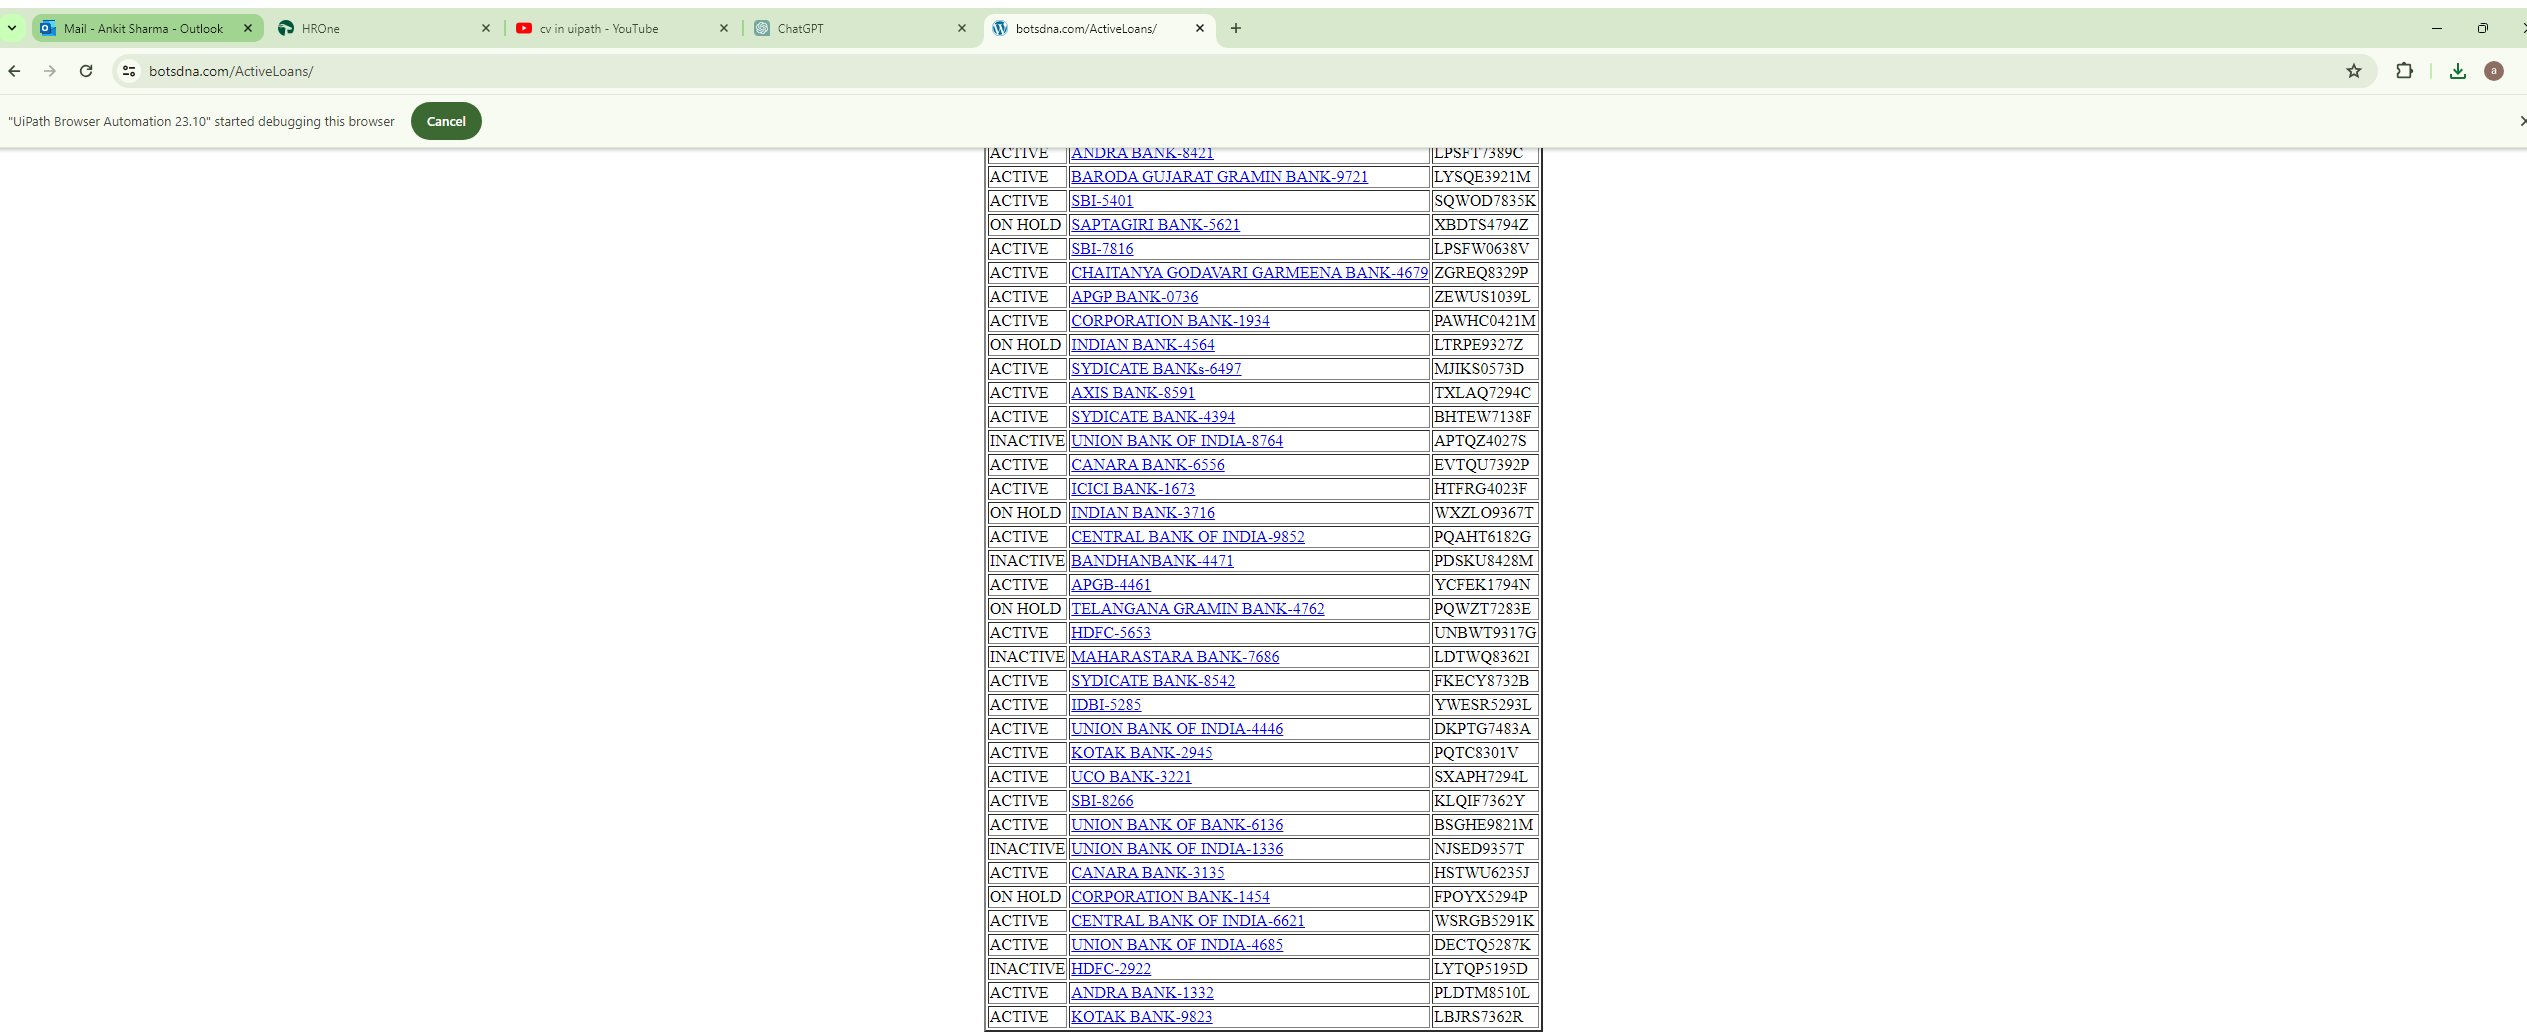 Mail - Ankit Sharma - Outlook HROne cv in uipath - YouTube ChatGPT botsdna.com/ActiveLoans/
botsdna.com/ActiveLoans/ a
"UiPath Browser Automation 23.10" started debugging this browser Cancel
ACTIVE ANDRA BANK-8421 LPSFT7389C
ACTIVE BARODA GUJARAT GRAMIN BANK-9721 LYSQE3921M
ACTIVE SBI-5401 SQWOD7835K
ON HOLD SAPTAGIRI BANK-5621 XBDTS4794Z
ACTIVE SBI-7816 LPSFW0638V
ACTIVE CHAITANYA GODAVARI GARMEENA BANK-4679 ZGREQ8329P
ACTIVE APGP BANK-0736 ZEWUS1039L
ACTIVE CORPORATION BANK-1934 PAWHC0421M
ON HOLD INDIAN BANK-4564 LTRPE9327Z
ACTIVE SYDICATE BANKs-6497 MJIKS0573D
ACTIVE AXIS BANK-8591 TXLAQ7294C
ACTIVE SYDICATE BANK-4394 BHTEW7138F
INACTIVE UNION BANK OF INDIA-8764 APTQZ4027S
ACTIVE CANARA BANK-6556 EVTQU7392P
ACTIVE ICICI BANK-1673 HTFRG4023F
ON HOLD INDIAN BANK-3716 WXZLO9367T
ACTIVE CENTRAL BANK OF INDIA-9852 PQAHT6182G
INACTIVE BANDHANBANK-4471 PDSKU8428M
ACTIVE APGB-4461 YCFEK1794N
ON HOLD TELANGANA GRAMIN BANK-4762 PQWZT7283E
ACTIVE HDFC-5653 UNBWT9317G
INACTIVE MAHARASTARA BANK-7686 LDTWQ8362I
ACTIVE SYDICATE BANK-8542 FKECY8732B
ACTIVE IDBI-5285 YWESR5293L
ACTIVE UNION BANK OF INDIA-4446 DKPTG7483A
ACTIVE KOTAK BANK-2945 PQTC8301V
ACTIVE UCO BANK-3221 SXAPH7294L
ACTIVE SBI-8266 KLQIF7362Y
ACTIVE UNION BANK OF BANK-6136 BSGHE9821M
INACTIVE UNION BANK OF INDIA-1336 NJSED9357T
ACTIVE CANARA BANK-3135 HSTWU6235J
ON HOLD CORPORATION BANK-1454 FPOYX5294P
ACTIVE CENTRAL BANK OF INDIA-6621 WSRGB5291K
ACTIVE UNION BANK OF INDIA-4685 DECTQ5287K
INACTIVE HDFC-2922 LYTQP5195D
ACTIVE ANDRA BANK-1332 PLDTM8510L
ACTIVE KOTAK BANK-9823 LBJRS7362R